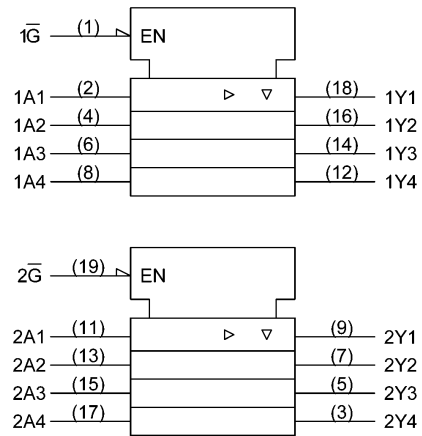 1G̅ (1) EN
1A1 (2) (18) 1Y1
1A2 (4) (16) 1Y2
1A3 (6) (14) 1Y3
1A4 (8) (12) 1Y4
2G̅ (19) EN
2A1 (11) (9) 2Y1
2A2 (13) (7) 2Y2
2A3 (15) (5) 2Y3
2A4 (17) (3) 2Y4